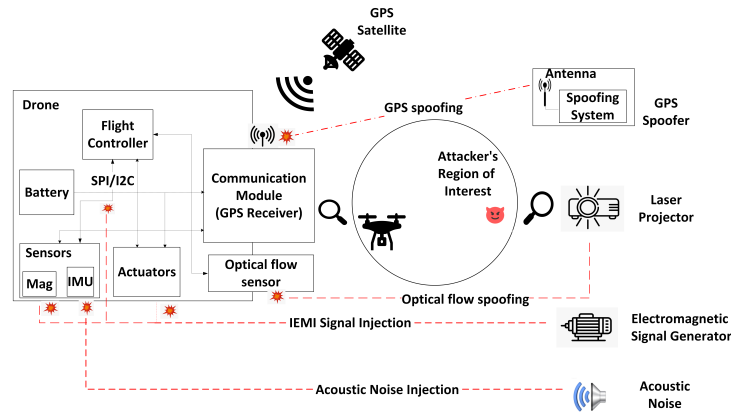 GPS
Satellite
Drone
Flight
Controller
SPI/I2C
Battery
Communication
Module
(GPS Receiver)
Sensors
Mag
IMU
Actuators
Optical flow
sensor
GPS spoofing
Antenna
Spoofing
System
GPS
Spoofer
Attacker's
Region of
Interest
Laser
Projector
Optical flow spoofing
IEMI Signal Injection
Electromagnetic
Signal Generator
Acoustic Noise Injection
Acoustic
Noise